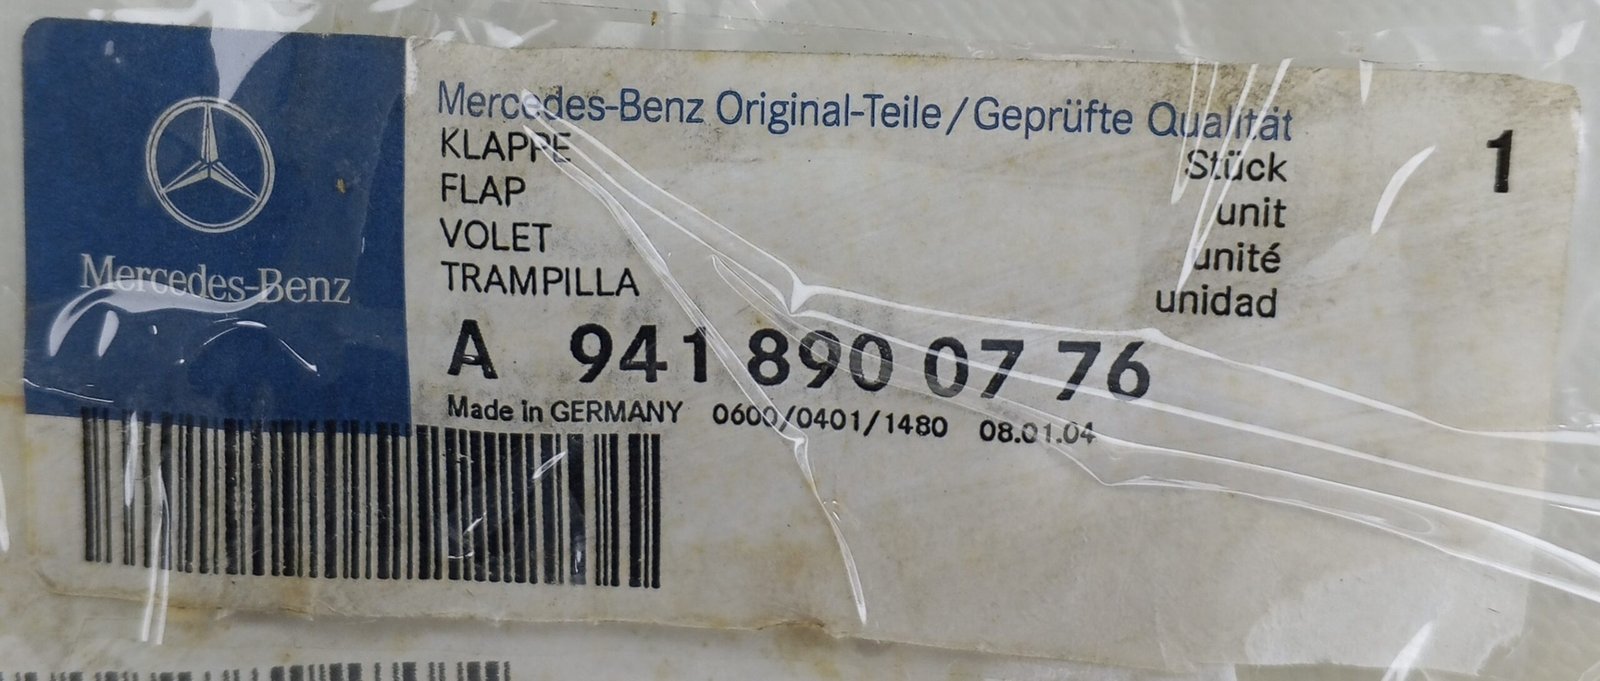 Mercedes-Benz
Mercedes-Benz Original-Teile/Geprüfte Qualität
KLAPPE
FLAP
VOLET
TRAMPILLA
Stück
unit
unité
unidad
1
A 941 890 07 76
Made in GERMANY 0600/0401/1480 08.01.04